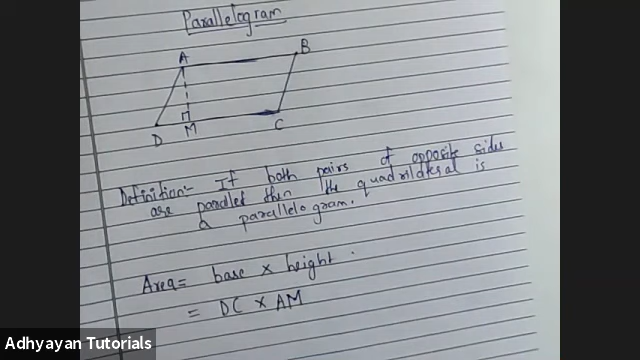 Parallelogram
A
B
D
M
C
Definition:- If both pairs of opposite sides
are parallel then the quadrilateral is
a parallelogram.
Area = base × height
= DC × AM
Adhyayan Tutorials